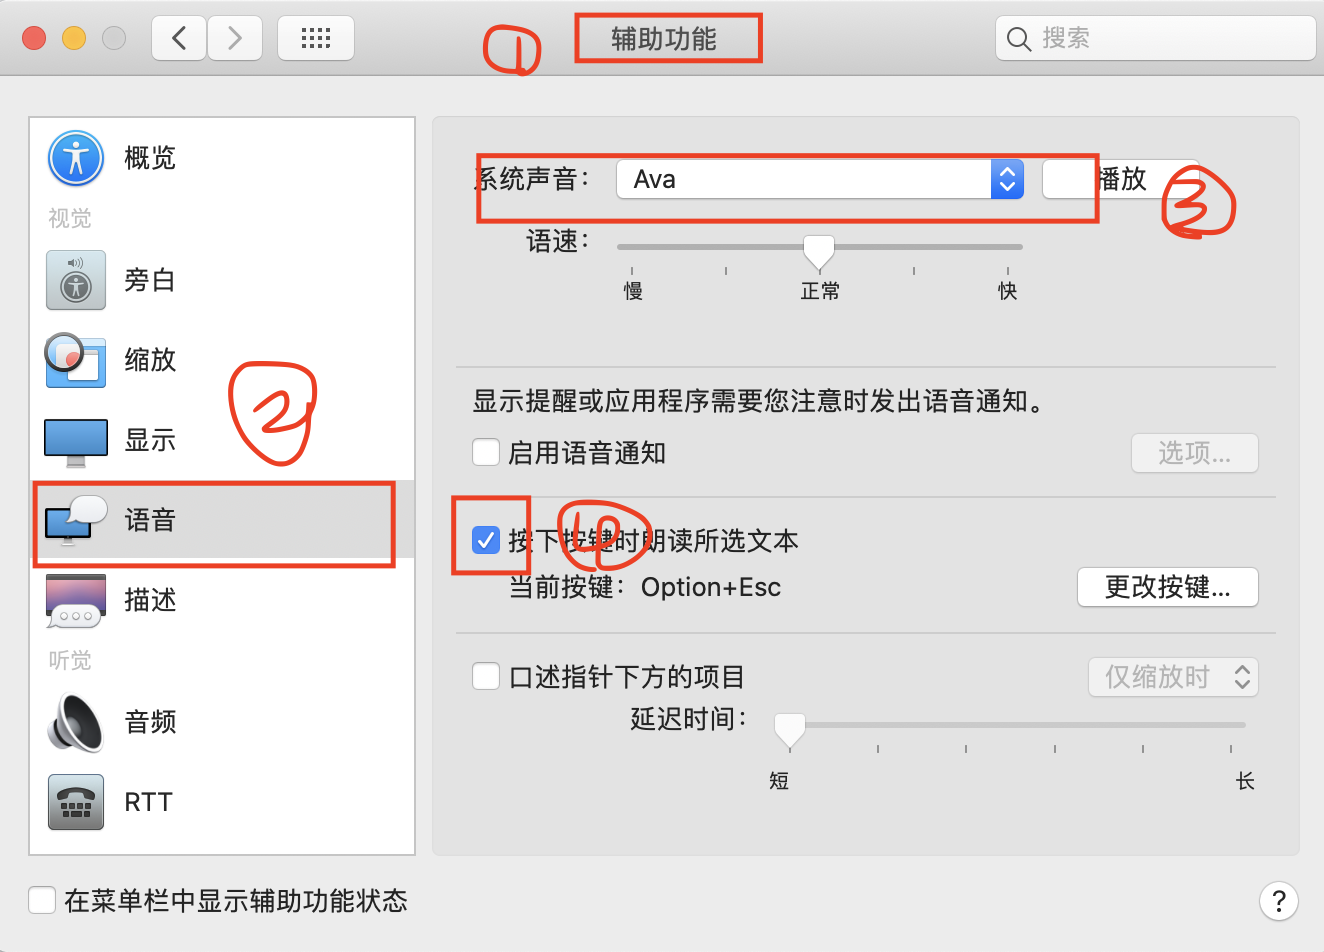 辅助功能
搜索
1
概览
视觉
旁白
缩放
显示
语音
描述
听觉
音频
RTT
2
系统声音： Ava 播放
3
语速：
慢 正常 快
显示提醒或应用程序需要您注意时发出语音通知。
启用语音通知 选项...
按下按键时朗读所选文本
4
当前按键：Option+Esc 更改按键...
口述指针下方的项目 仅缩放时
延迟时间：
短 长
在菜单栏中显示辅助功能状态 ?